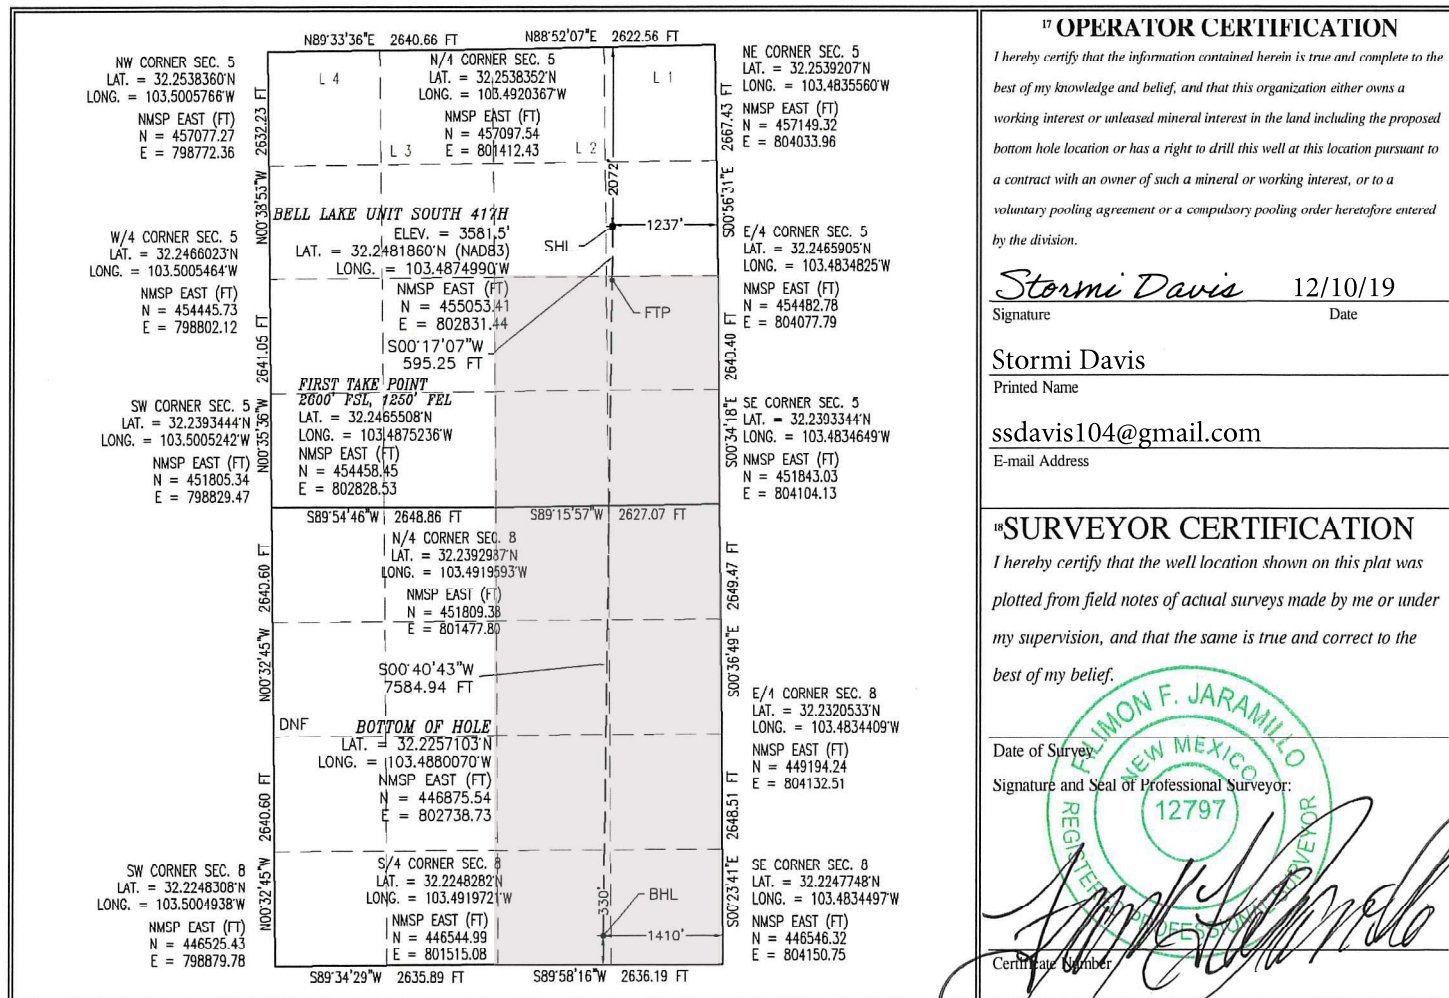 N89°33'36"E 2640.66 FT
N88°52'07"E 2622.56 FT
NW CORNER SEC. 5
LAT. = 32.2538360°N
LONG. = 103.5005766°W
NMSP EAST (FT)
N = 457077.27
E = 798772.36
L 4
N/4 CORNER SEC. 5
LAT. = 32.2538352°N
LONG. = 103.4920367°W
NMSP EAST (FT)
N = 457097.54
E = 801412.43
L 3
L 2
L 1
NE CORNER SEC. 5
LAT. = 32.2539207°N
LONG. = 103.4835560°W
NMSP EAST (FT)
N = 457149.32
E = 804033.96
2632.23 FT
N00°38'53"W
2667.43 FT
S00°56'31"E
2072'
1237'
SHL
BELL LAKE UNIT SOUTH 417H
ELEV. = 3581.5'
LAT. = 32.2481860°N (NAD83)
LONG. = 103.4874990°W
NMSP EAST (FT)
N = 455053.41
E = 802831.44
W/4 CORNER SEC. 5
LAT. = 32.2466023°N
LONG. = 103.5005464°W
NMSP EAST (FT)
N = 454445.73
E = 798802.12
E/4 CORNER SEC. 5
LAT. = 32.2465905°N
LONG. = 103.4834825°W
NMSP EAST (FT)
N = 454482.78
E = 804077.79
FTP
S00°17'07"W
595.25 FT
2641.05 FT
N00°35'36"W
2640.40 FT
S00°34'18"E
FIRST TAKE POINT
2600' FSL, 1250' FEL
LAT. = 32.2465508°N
LONG. = 103.4875236°W
NMSP EAST (FT)
N = 454458.45
E = 802828.53
SW CORNER SEC. 5
LAT. = 32.2393444°N
LONG. = 103.5005242°W
NMSP EAST (FT)
N = 451805.34
E = 798829.47
SE CORNER SEC. 5
LAT. = 32.2393344°N
LONG. = 103.4834649°W
NMSP EAST (FT)
N = 451843.03
E = 804104.13
S89°54'46"W 2648.86 FT
S89°15'57"W 2627.07 FT
N/4 CORNER SEC. 8
LAT. = 32.2392987°N
LONG. = 103.4919593°W
NMSP EAST (FT)
N = 451809.38
E = 801477.80
2640.60 FT
N00°32'45"W
2649.47 FT
S00°36'49"E
S00°40'43"W
7584.94 FT
DNF
BOTTOM OF HOLE
LAT. = 32.2257103°N
LONG. = 103.4880070°W
NMSP EAST (FT)
N = 446875.54
E = 802738.73
E/4 CORNER SEC. 8
LAT. = 32.2320533°N
LONG. = 103.4834409°W
NMSP EAST (FT)
N = 449194.24
E = 804132.51
2640.60 FT
N00°32'45"W
2648.51 FT
S00°23'41"E
SW CORNER SEC. 8
LAT. = 32.2248308°N
LONG. = 103.5004938°W
NMSP EAST (FT)
N = 446525.43
E = 798879.78
S/4 CORNER SEC. 8
LAT. = 32.2248282°N
LONG. = 103.4919721°W
NMSP EAST (FT)
N = 446544.99
E = 801515.08
330'
BHL
1410'
SE CORNER SEC. 8
LAT. = 32.2247748°N
LONG. = 103.4834497°W
NMSP EAST (FT)
N = 446546.32
E = 804150.75
S89°34'29"W 2635.89 FT
S89°58'16"W 2636.19 FT
17 OPERATOR CERTIFICATION
I hereby certify that the information contained herein is true and complete to the
best of my knowledge and belief, and that this organization either owns a
working interest or unleased mineral interest in the land including the proposed
bottom hole location or has a right to drill this well at this location pursuant to
a contract with an owner of such a mineral or working interest, or to a
voluntary pooling agreement or a compulsory pooling order heretofore entered
by the division.
Stormi Davis 12/10/19
Signature Date
Stormi Davis
Printed Name
ssdavis104@gmail.com
E-mail Address
18 SURVEYOR CERTIFICATION
I hereby certify that the well location shown on this plat was
plotted from field notes of actual surveys made by me or under
my supervision, and that the same is true and correct to the
best of my belief.
Date of Survey
Signature and Seal of Professional Surveyor:
FILIMON F. JARAMILLO
NEW MEXICO
12797
REGISTERED PROFESSIONAL SURVEYOR
Certificate Number